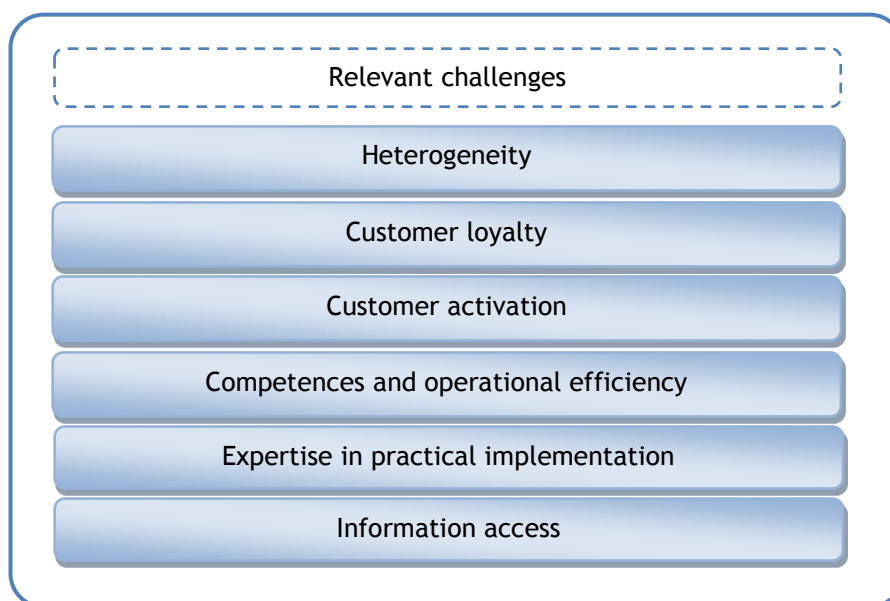 Relevant challenges
Heterogeneity
Customer loyalty
Customer activation
Competences and operational efficiency
Expertise in practical implementation
Information access